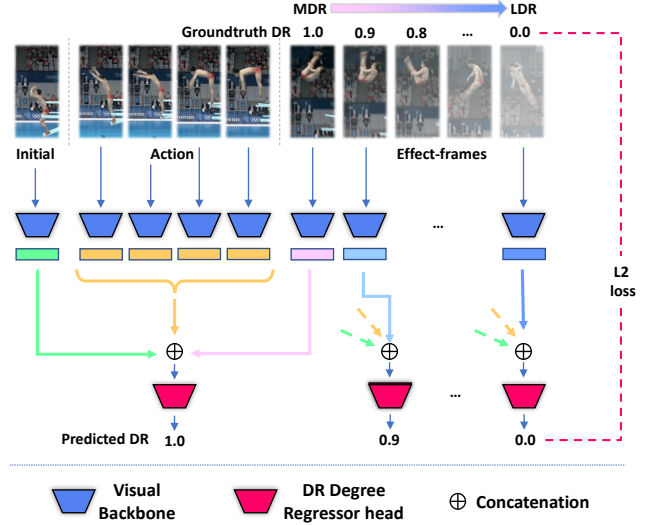 MDR LDR
Groundtruth DR 1.0 0.9 0.8 ... 0.0
Initial Action Effect-frames
...
L2
loss
...
Predicted DR 1.0 0.9 0.0
Visual
Backbone
DR Degree
Regressor head
Concatenation